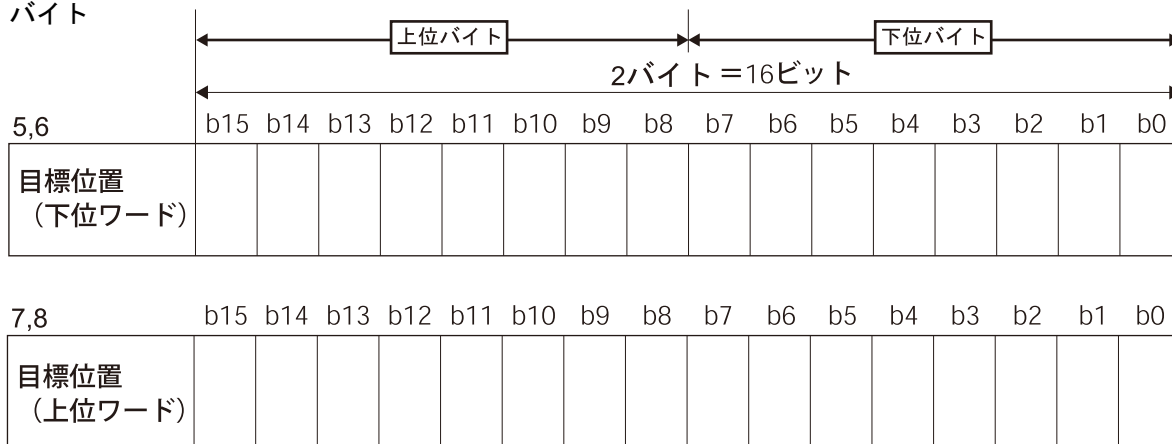 バイト
上位バイト 下位バイト
2バイト＝16ビット
5,6 b15 b14 b13 b12 b11 b10 b9 b8 b7 b6 b5 b4 b3 b2 b1 b0
目標位置
（下位ワード）
7,8 b15 b14 b13 b12 b11 b10 b9 b8 b7 b6 b5 b4 b3 b2 b1 b0
目標位置
（上位ワード）